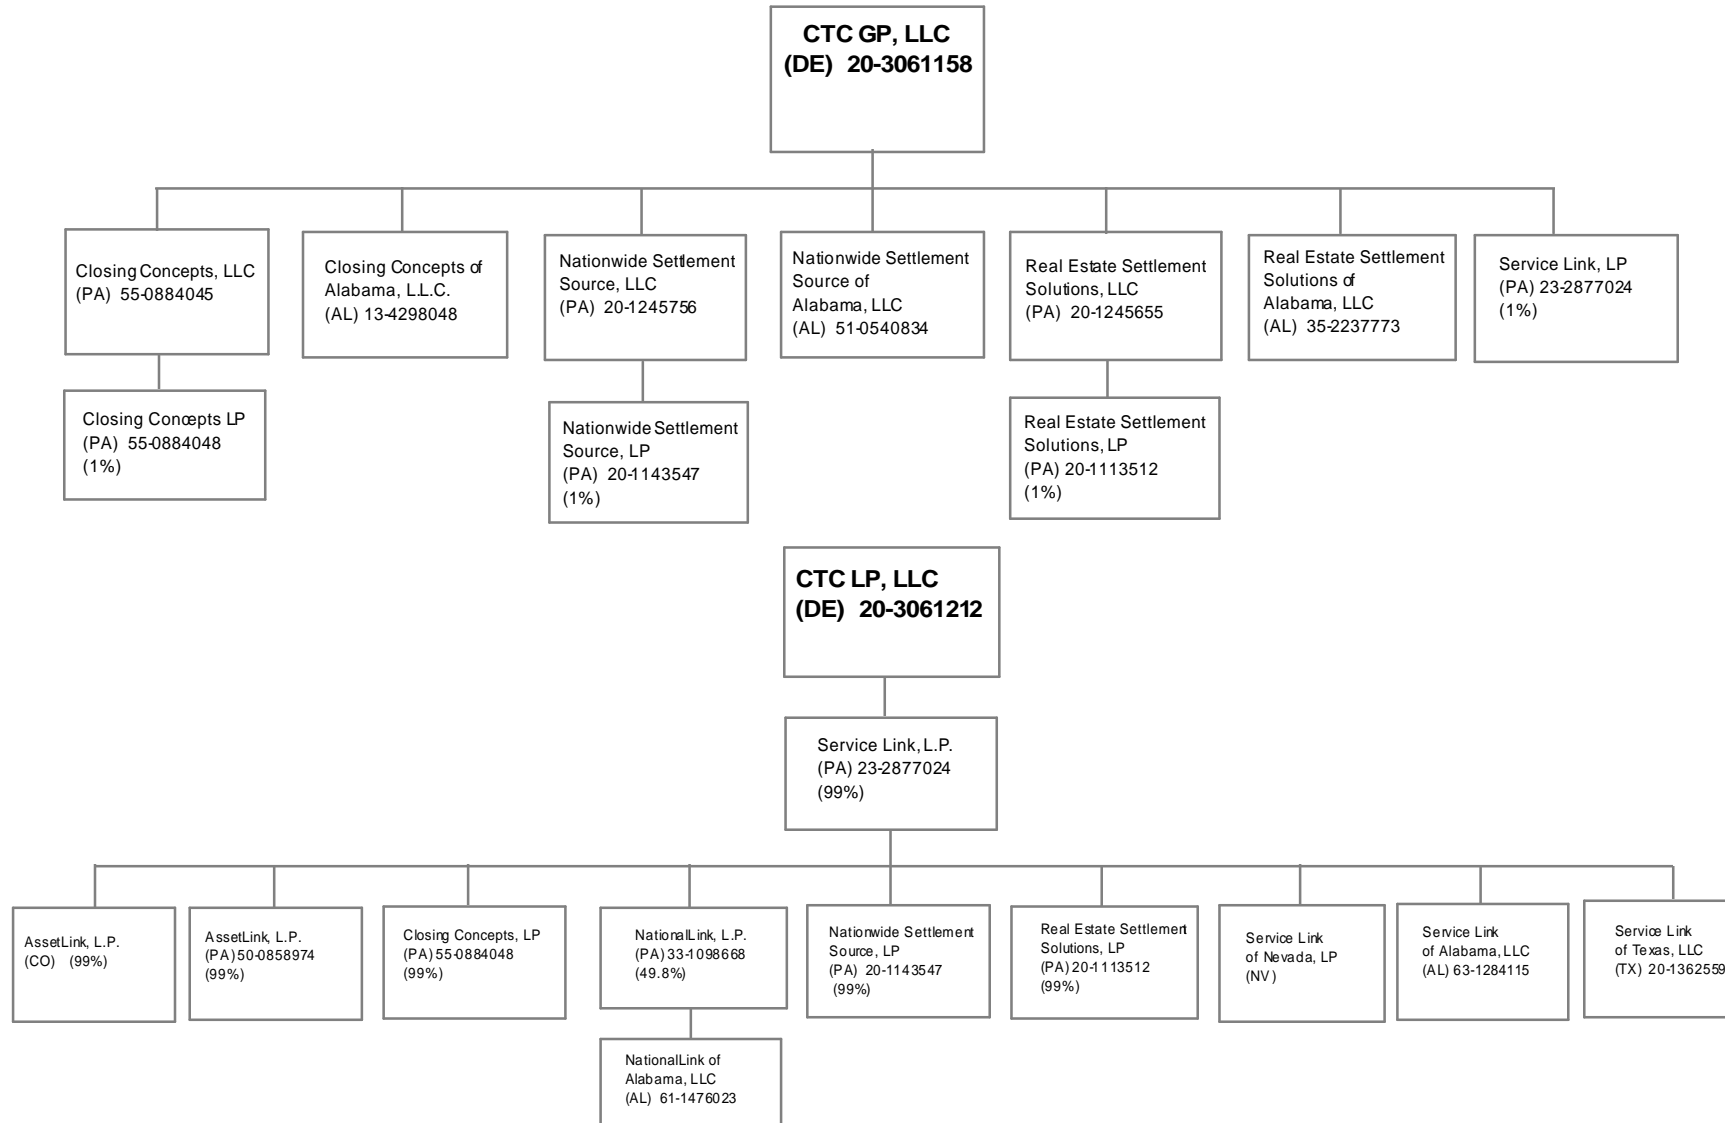 CTC GP, LLC
(DE) 20-3061158
Closing Concepts, LLC
(PA) 55-0884045
Closing Concepts of
Alabama, L.L.C.
(AL) 13-4298048
Nationwide Settlement
Source, LLC
(PA) 20-1245756
Nationwide Settlement
Source of
Alabama, LLC
(AL) 51-0540834
Real Estate Settlement
Solutions, LLC
(PA) 20-1245655
Real Estate Settlement
Solutions of
Alabama, LLC
(AL) 35-2237773
Service Link, LP
(PA) 23-2877024
(1%)
Closing Concepts LP
(PA) 55-0884048
(1%)
Nationwide Settlement
Source, LP
(PA) 20-1143547
(1%)
Real Estate Settlement
Solutions, LP
(PA) 20-1113512
(1%)
CTC LP, LLC
(DE) 20-3061212
Service Link, L.P.
(PA) 23-2877024
(99%)
AssetLink, L.P.
(CO) (99%)
AssetLink, L.P.
(PA) 50-0858974
(99%)
Closing Concepts, LP
(PA) 55-0884048
(99%)
NationalLink, L.P.
(PA) 33-1098668
(49.8%)
Nationwide Settlement
Source, LP
(PA) 20-1143547
(99%)
Real Estate Settlement
Solutions, LP
(PA) 20-1113512
(99%)
Service Link
of Nevada, LP
(NV)
Service Link
of Alabama, LLC
(AL) 63-1284115
Service Link
of Texas, LLC
(TX) 20-1362559
NationalLink of
Alabama, LLC
(AL) 61-1476023